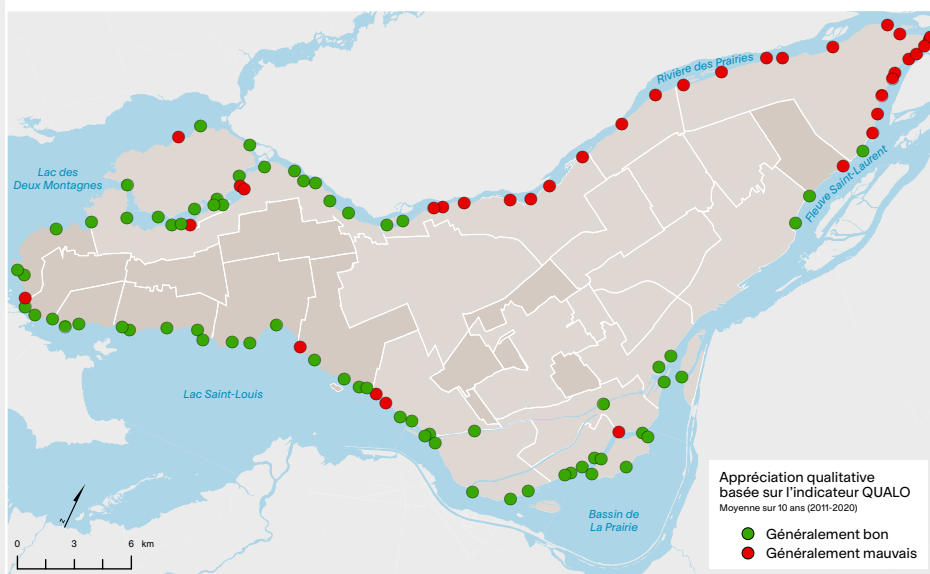 Rivière des Prairies
Lac des
Deux Montagnes
Fleuve Saint-Laurent
Lac Saint-Louis
Bassin de
La Prairie
N
0 3 6 km
Appréciation qualitative
basée sur l'indicateur QUALO
Moyenne sur 10 ans (2011-2020)
Généralement bon
Généralement mauvais